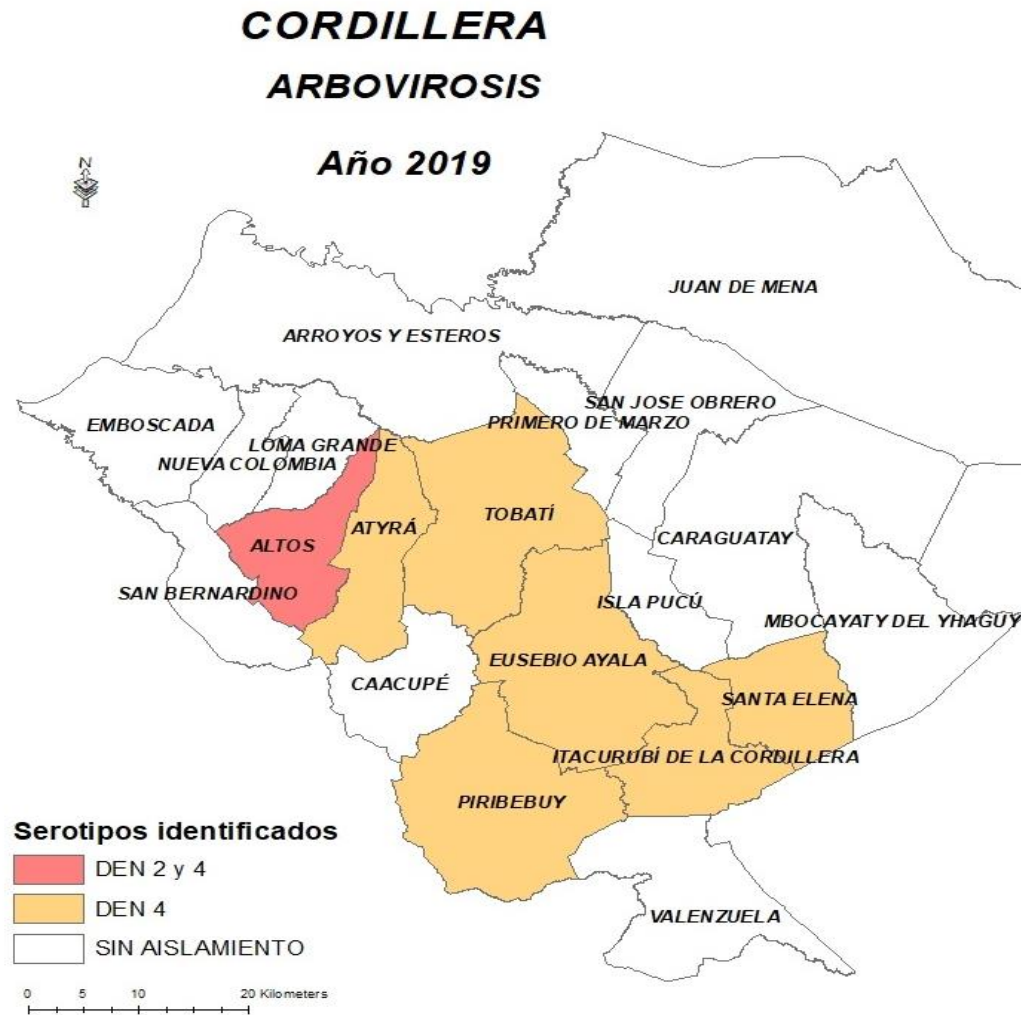 CORDILLERA
ARBOVIROSIS
Año 2019
N
JUAN DE MENA
ARROYOS Y ESTEROS
SAN JOSE OBRERO
EMBOSCADA
PRIMERO DE MARZO
LOMA GRANDE
NUEVA COLOMBIA
TOBATÍ
ATYRÁ
ALTOS
CARAGUATAY
SAN BERNARDINO
ISLA PUCÚ
MBOCAYATY DEL YHAGUY
EUSEBIO AYALA
CAACUPÉ
SANTA ELENA
ITACURUBÍ DE LA CORDILLERA
PIRIBEBUY
VALENZUELA
Serotipos identificados
DEN 2 y 4
DEN 4
SIN AISLAMIENTO
0 5 10 20 Kilometers